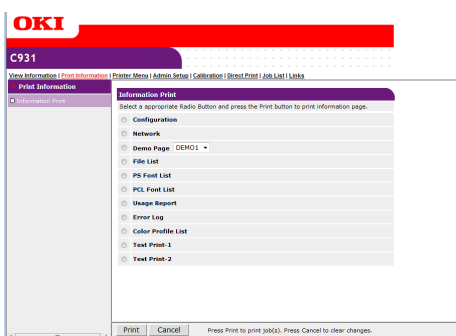 OKI
C931
View Information | Print Information | Printer Menu | Admin Setup | Calibration | Direct Print | Job List | Links
Print Information
Information Print
Information Print
Select a appropriate Radio Button and press the Print button to print information page.
Configuration
Network
Demo Page DEMO1
File List
PS Font List
PCL Font List
Usage Report
Error Log
Color Profile List
Test Print-1
Test Print-2
Print Cancel Press Print to print job(s). Press Cancel to clear changes.